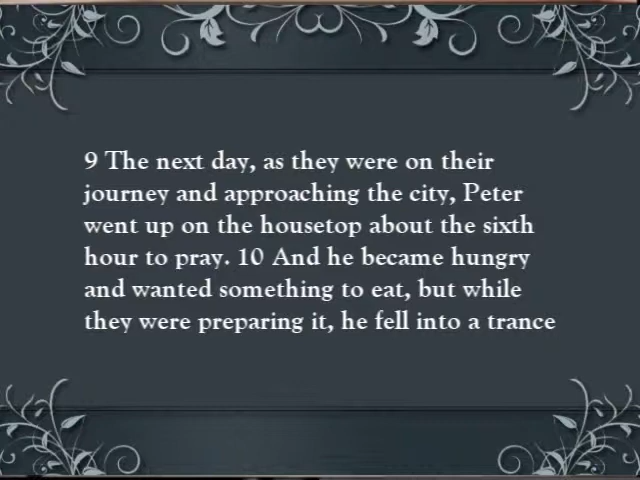 9 The next day, as they were on their
journey and approaching the city, Peter
went up on the housetop about the sixth
hour to pray. 10 And he became hungry
and wanted something to eat, but while
they were preparing it, he fell into a trance